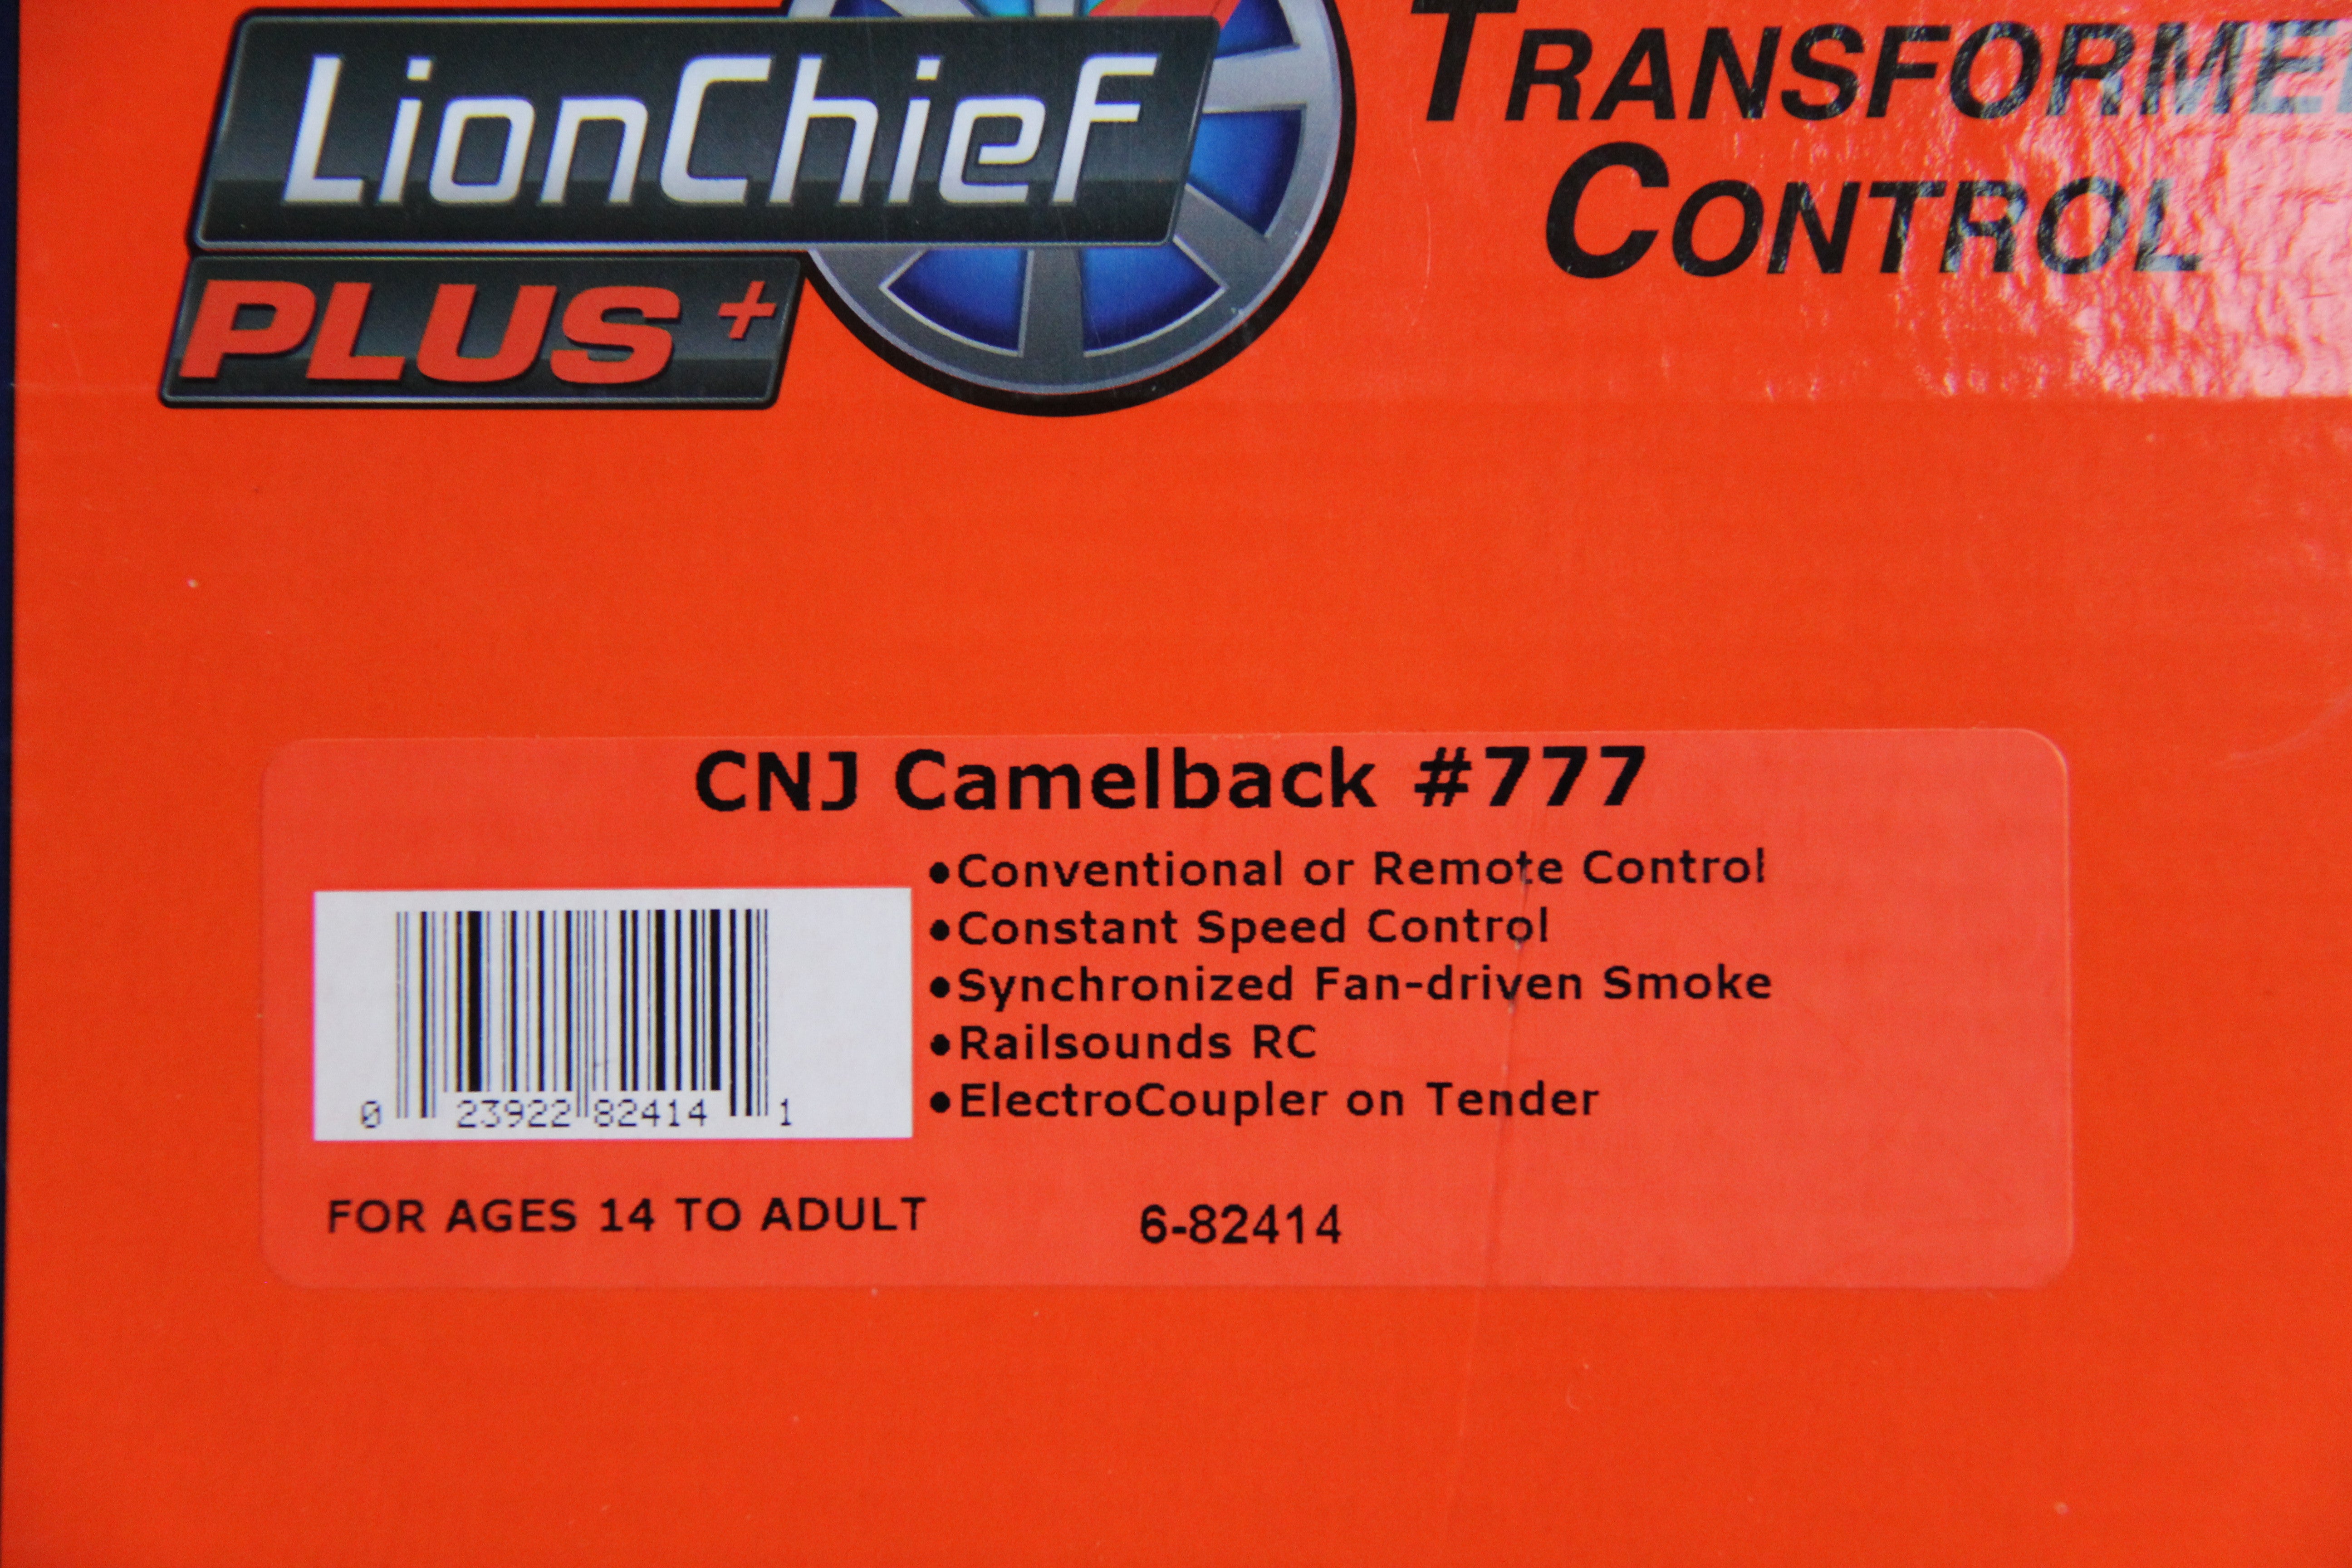 LionChief
PLUS+
TRANSFORMER
CONTROL
CNJ Camelback #777
•Conventional or Remote Control
•Constant Speed Control
•Synchronized Fan-driven Smoke
•Railsounds RC
•ElectroCoupler on Tender
0 23922 82414 1
FOR AGES 14 TO ADULT
6-82414